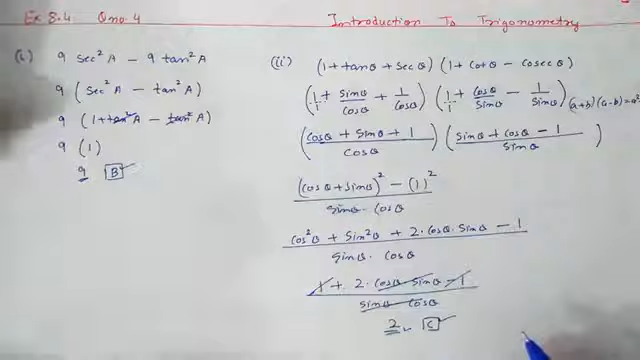 Ex 8.4 Qno. 4 Introduction To Trigonometry
(i) 9 sec²A − 9 tan²A
9 (sec²A − tan²A)
9 (1+tan²A − tan²A)
9 (1)
9 B
(ii) (1+tanθ + secθ) (1+cotθ − cosecθ)
(1/1 + sinθ/cosθ + 1/cosθ) (1/1 + cosθ/sinθ − 1/sinθ) (a+b)(a-b)=a²
((cosθ + sinθ + 1)/cosθ) ((sinθ + cosθ − 1)/sinθ)
((cosθ + sinθ)² − (1)²)/(sinθ · cosθ)
(cos²θ + sin²θ + 2·cosθ·sinθ − 1)/(sinθ · cosθ)
(1 + 2·cosθ sinθ − 1)/(sinθ cosθ)
2 C